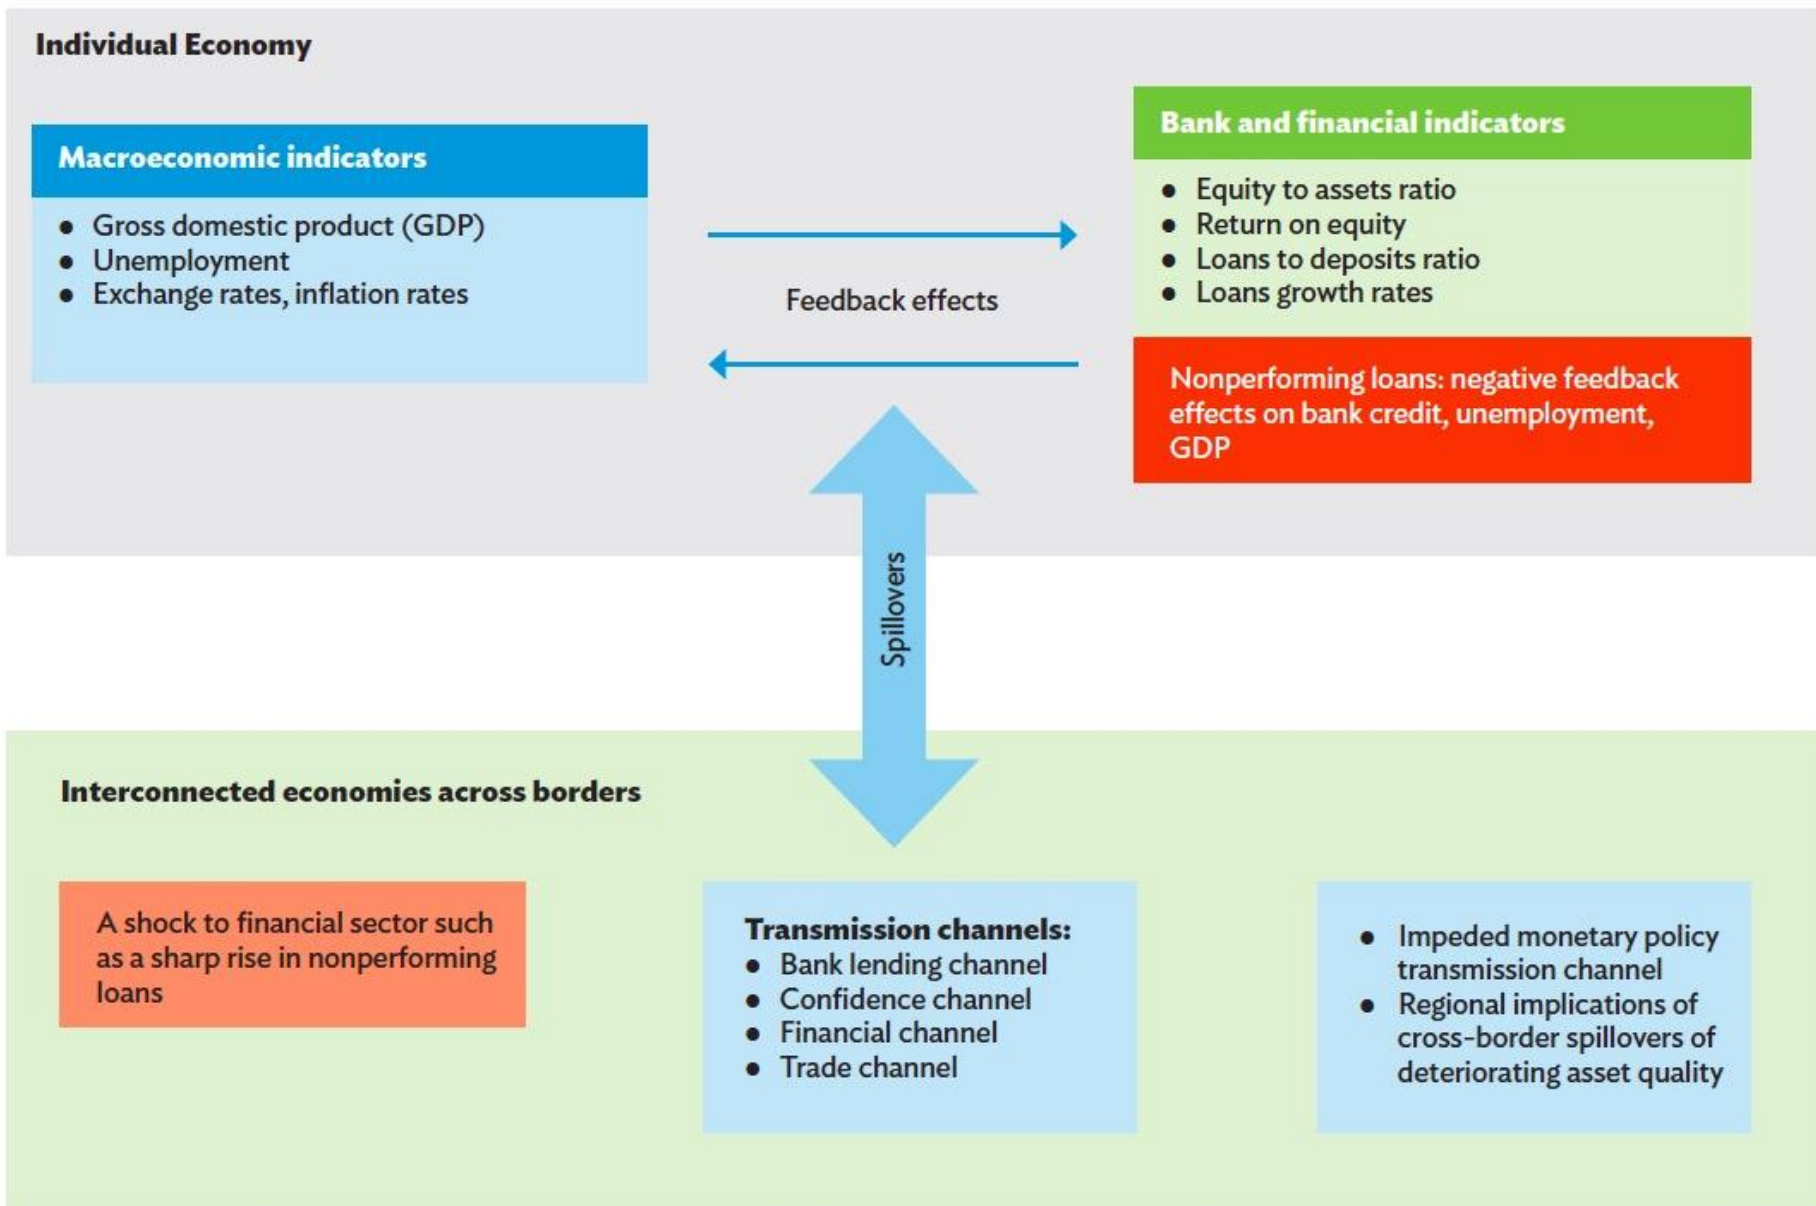 Individual Economy
Macroeconomic indicators
● Gross domestic product (GDP)
● Unemployment
● Exchange rates, inflation rates
Feedback effects
Bank and financial indicators
● Equity to assets ratio
● Return on equity
● Loans to deposits ratio
● Loans growth rates
Nonperforming loans: negative feedback
effects on bank credit, unemployment,
GDP
Spillovers
Interconnected economies across borders
A shock to financial sector such
as a sharp rise in nonperforming
loans
Transmission channels:
● Bank lending channel
● Confidence channel
● Financial channel
● Trade channel
● Impeded monetary policy
transmission channel
● Regional implications of
cross-border spillovers of
deteriorating asset quality